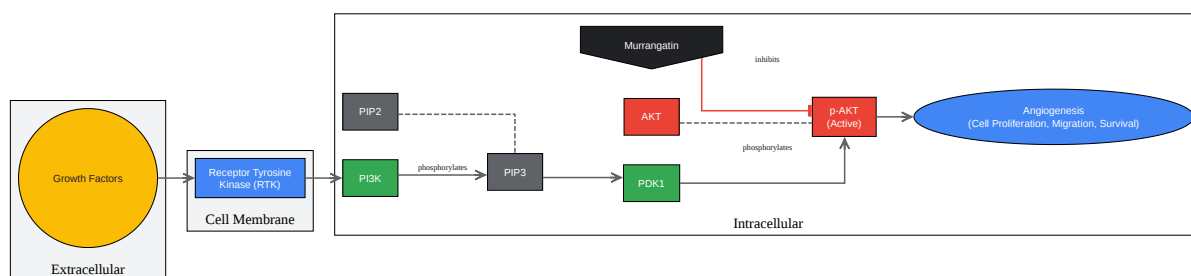 Murrangatin
inhibits
PIP2
AKT
p-AKT
(Active)
Angiogenesis
(Cell Proliferation, Migration, Survival)
phosphorylates
Growth Factors
Receptor Tyrosine
Kinase (RTK)
PI3K
phosphorylates
PIP3
PDK1
Cell Membrane
Intracellular
Extracellular